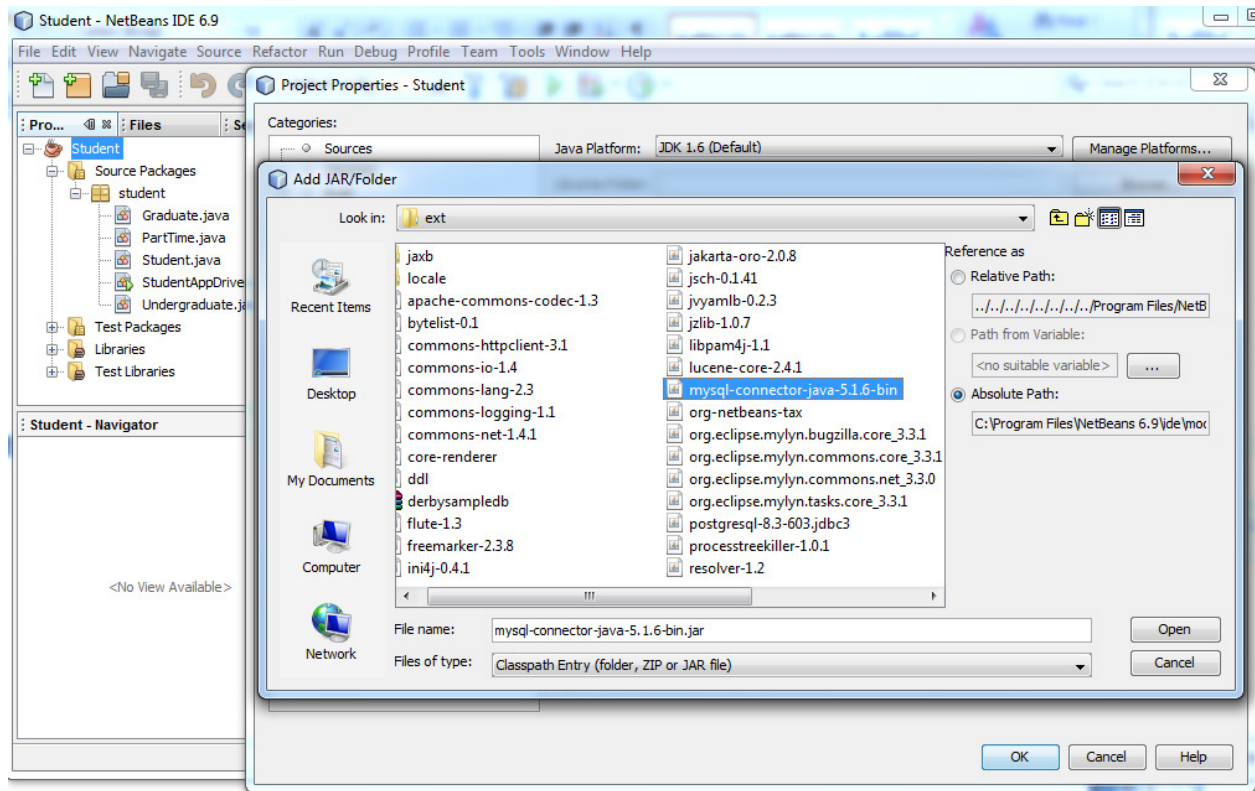 Student - NetBeans IDE 6.9
File Edit View Navigate Source Refactor Run Debug Profile Team Tools Window Help
Project Properties - Student
Pro...
Files
Se
Student
Source Packages
student
Graduate.java
PartTime.java
Student.java
StudentAppDrive
Undergraduate.ja
Test Packages
Libraries
Test Libraries
Student - Navigator
<No View Available>
Categories:
Sources
Java Platform:
JDK 1.6 (Default)
Manage Platforms...
Add JAR/Folder
Look in:
ext
Recent Items
Desktop
My Documents
Computer
Network
jaxb
locale
apache-commons-codec-1.3
bytelist-0.1
commons-httpclient-3.1
commons-io-1.4
commons-lang-2.3
commons-logging-1.1
commons-net-1.4.1
core-renderer
ddl
derbysampledb
flute-1.3
freemarker-2.3.8
ini4j-0.4.1
jakarta-oro-2.0.8
jsch-0.1.41
jvyamlb-0.2.3
jzlib-1.0.7
libpam4j-1.1
lucene-core-2.4.1
mysql-connector-java-5.1.6-bin
org-netbeans-tax
org.eclipse.mylyn.bugzilla.core_3.3.1
org.eclipse.mylyn.commons.core_3.3.1
org.eclipse.mylyn.commons.net_3.3.0
org.eclipse.mylyn.tasks.core_3.3.1
postgresql-8.3-603.jdbc3
processtreekiller-1.0.1
resolver-1.2
Reference as
Relative Path:
../../../../../../../../Program Files/NetB
Path from Variable:
<no suitable variable>
...
Absolute Path:
C:\Program Files\NetBeans 6.9\ide\moc
File name:
mysql-connector-java-5.1.6-bin.jar
Open
Files of type:
Classpath Entry (folder, ZIP or JAR file)
Cancel
OK
Cancel
Help